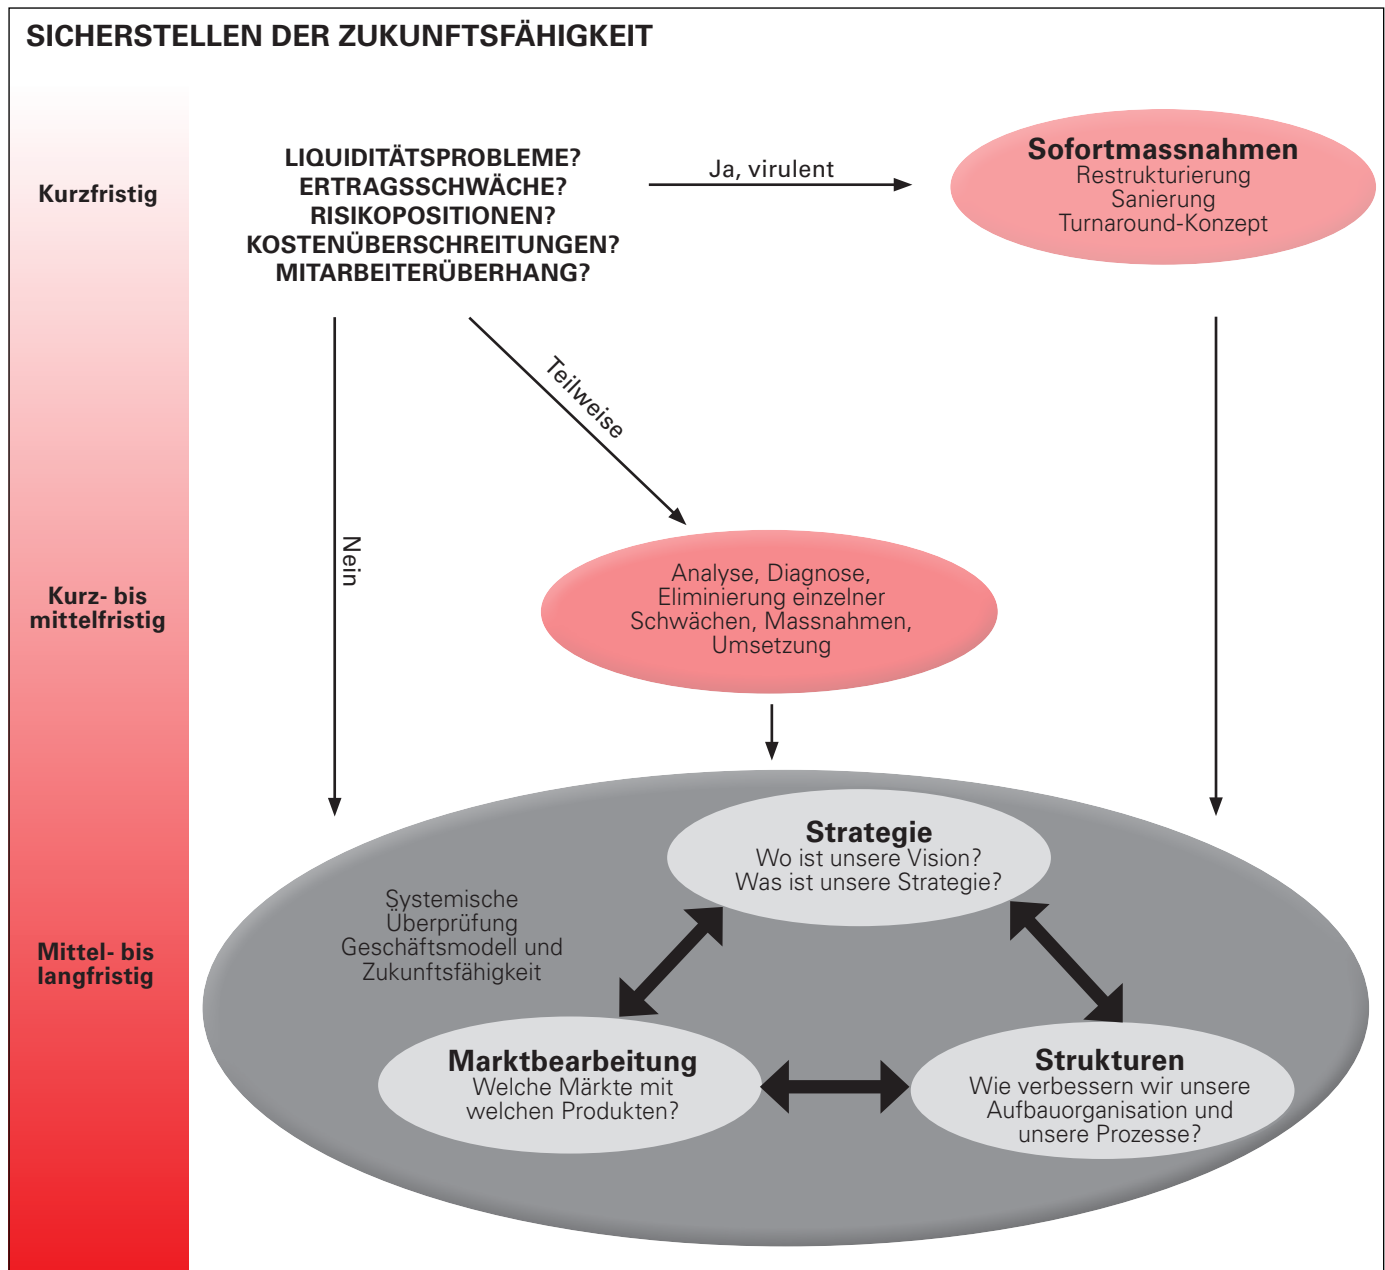 SICHERSTELLEN DER ZUKUNFTSFÄHIGKEIT
Kurzfristig
LIQUIDITÄTSPROBLEME?
ERTRAGSSCHWÄCHE?
RISIKOPOSITIONEN?
KOSTENÜBERSCHREITUNGEN?
MITARBEITERÜBERHANG?
Ja, virulent
Sofortmassnahmen
Restrukturierung
Sanierung
Turnaround-Konzept
Teilweise
Nein
Kurz- bis
mittelfristig
Analyse, Diagnose,
Eliminierung einzelner
Schwächen, Massnahmen,
Umsetzung
Mittel- bis
langfristig
Systemische
Überprüfung
Geschäftsmodell und
Zukunftsfähigkeit
Strategie
Wo ist unsere Vision?
Was ist unsere Strategie?
Marktbearbeitung
Welche Märkte mit
welchen Produkten?
Strukturen
Wie verbessern wir unsere
Aufbauorganisation und
unsere Prozesse?